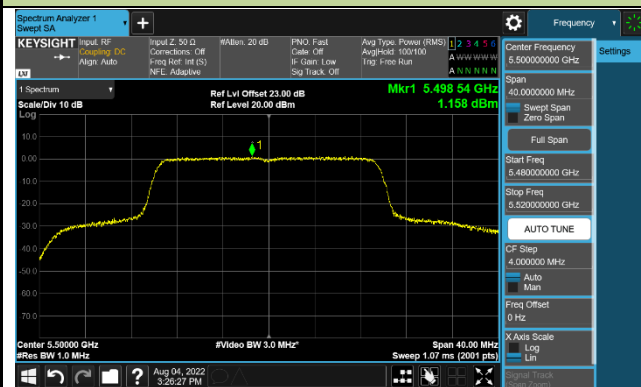 Spectrum Analyzer 1
Swept SA
Frequency
KEYSIGHT
Input: RF
Coupling: DC
Align: Auto
Input Z: 50 Ω
Corrections: Off
Freq Ref: Int (S)
NFE: Adaptive
#Atten: 20 dB
PNO: Fast
Gate: Off
IF Gain: Low
Sig Track: Off
Avg Type: Power (RMS)
Avg|Hold: 100/100
Trig: Free Run
1 2 3 4 5 6
A W W W W W
A N N N N N
LXI
1 Spectrum
Scale/Div 10 dB
Log
Ref Lvl Offset 23.00 dB
Ref Level 20.00 dBm
Mkr1 5.498 54 GHz
1.158 dBm
10.0
0.00
-10.0
-20.0
-30.0
-40.0
-50.0
-60.0
-70.0
1
Center 5.50000 GHz
#Res BW 1.0 MHz
#Video BW 3.0 MHz*
Span 40.00 MHz
Sweep 1.07 ms (2001 pts)
Aug 04, 2022
3:26:27 PM
Center Frequency
5.500000000 GHz
Settings
Span
40.0000000 MHz
Swept Span
Zero Span
Full Span
Start Freq
5.480000000 GHz
Stop Freq
5.520000000 GHz
AUTO TUNE
CF Step
4.000000 MHz
Auto
Man
Freq Offset
0 Hz
X Axis Scale
Log
Lin
Signal Track
(Span Zoom)